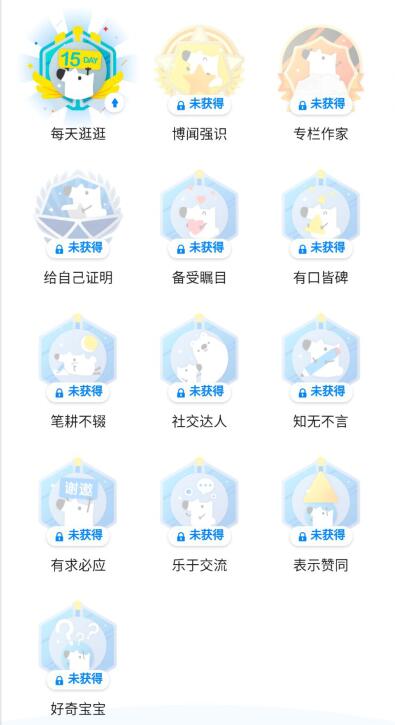 15 DAY
每天逛逛
未获得
博闻强识
未获得
专栏作家
未获得
给自己证明
未获得
备受瞩目
未获得
有口皆碑
未获得
笔耕不辍
未获得
社交达人
未获得
知无不言
谢邀
未获得
有求必应
未获得
乐于交流
未获得
表示赞同
???
未获得
好奇宝宝